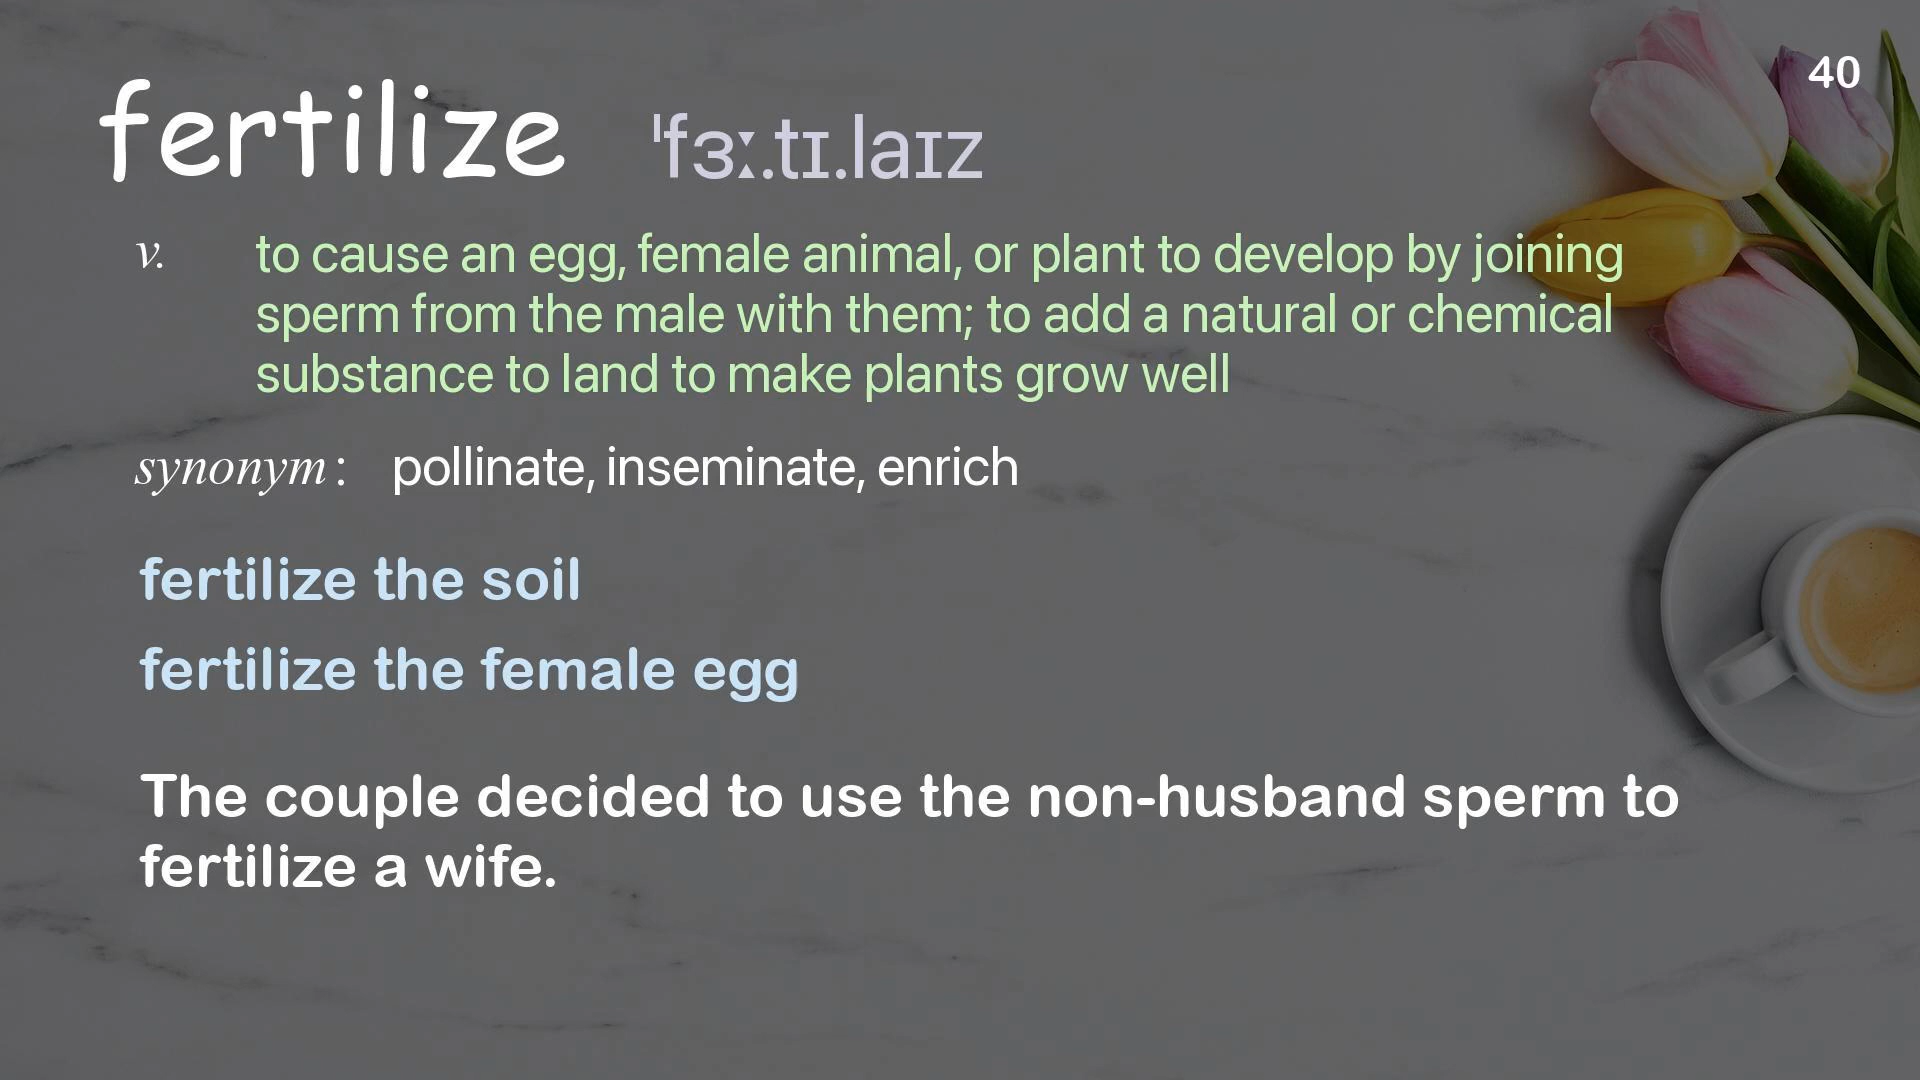 40
fertilize ˈfɜː.tɪ.laɪz
v. to cause an egg, female animal, or plant to develop by joining
sperm from the male with them; to add a natural or chemical
substance to land to make plants grow well
synonym : pollinate, inseminate, enrich
fertilize the soil
fertilize the female egg
The couple decided to use the non-husband sperm to
fertilize a wife.